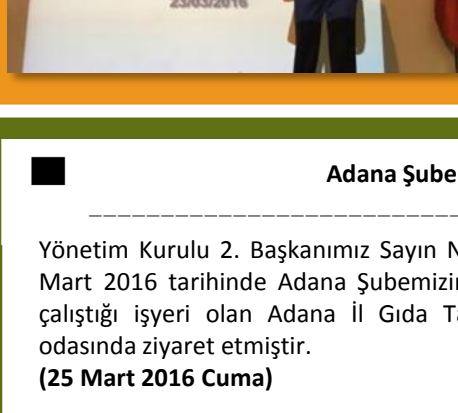 23/03/2016
Adana Şube
Yönetim Kurulu 2. Başkanımız Sayın
Mart 2016 tarihinde Adana Şubemizin
çalıştığı işyeri olan Adana İl Gıda
odasında ziyaret etmiştir.
(25 Mart 2016 Cuma)